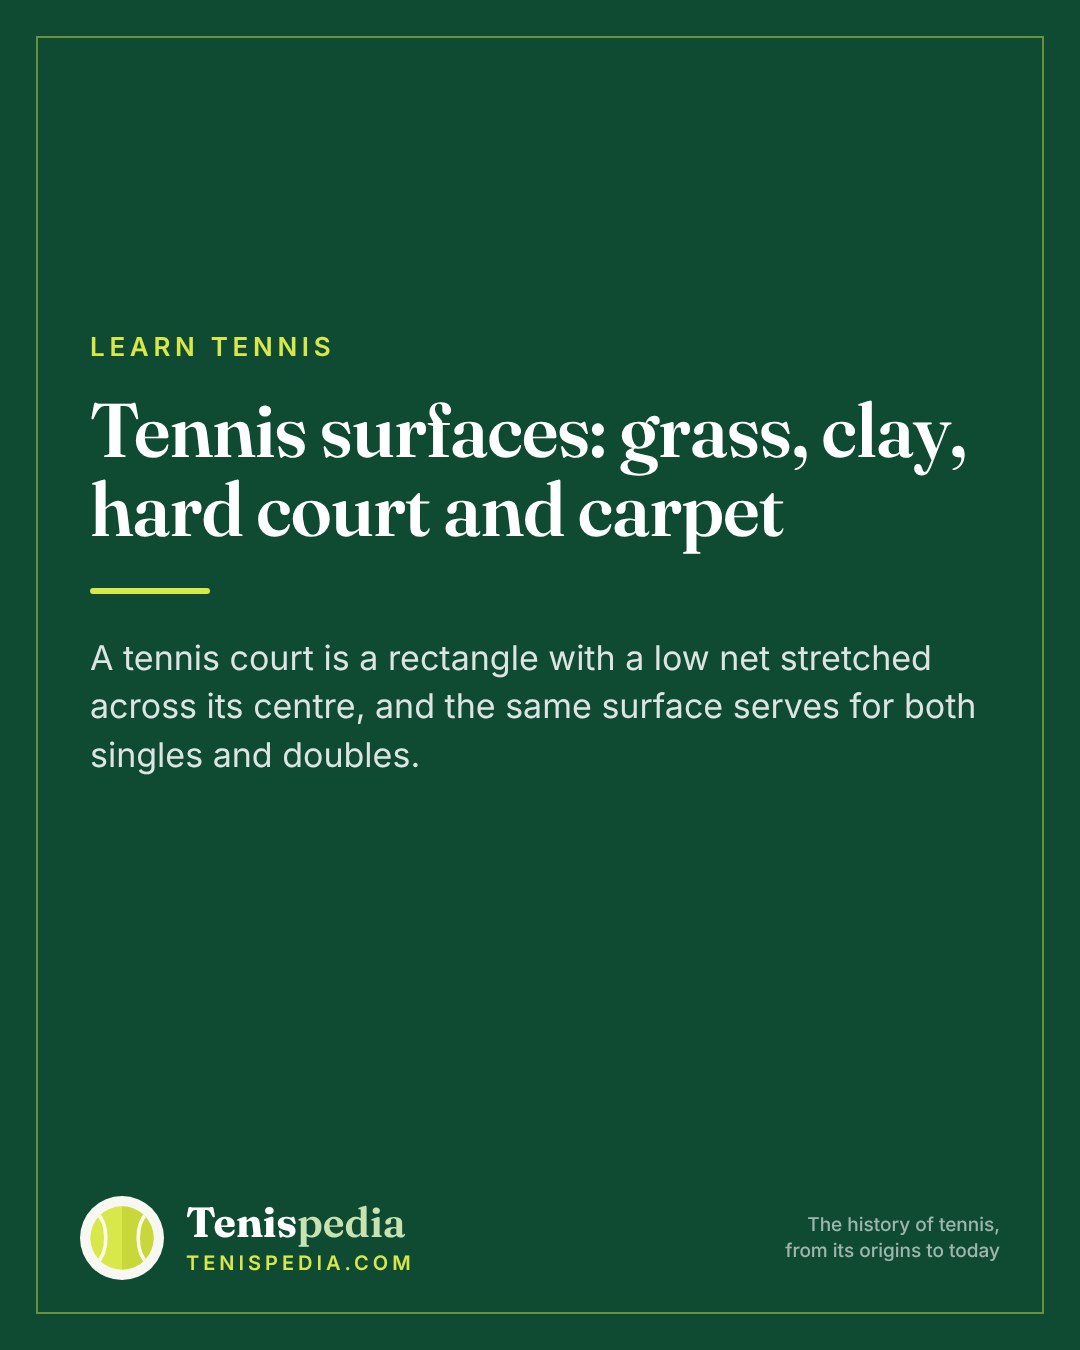 LEARN TENNIS
Tennis surfaces: grass, clay,
hard court and carpet
A tennis court is a rectangle with a low net stretched
across its centre, and the same surface serves for both
singles and doubles.
Tenispedia
TENISPEDIA.COM
The history of tennis,
from its origins to today